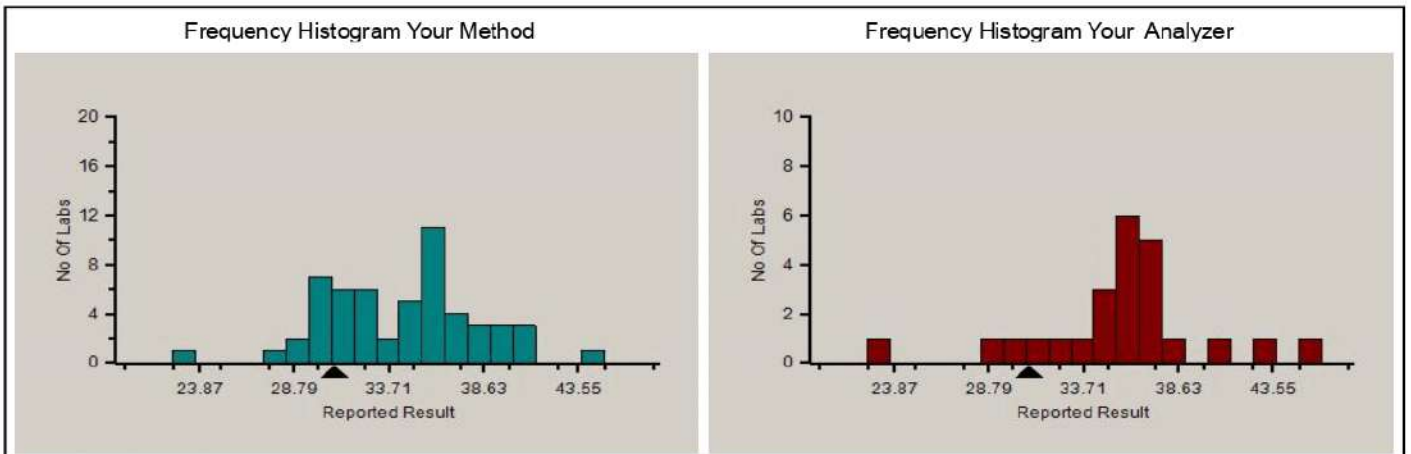 Frequency Histogram Your Method
20
16
12
8
4
0
No Of Labs
23.87 28.79 33.71 38.63 43.55
Reported Result
Frequency Histogram Your Analyzer
10
8
6
4
2
0
No Of Labs
23.87 28.79 33.71 38.63 43.55
Reported Result